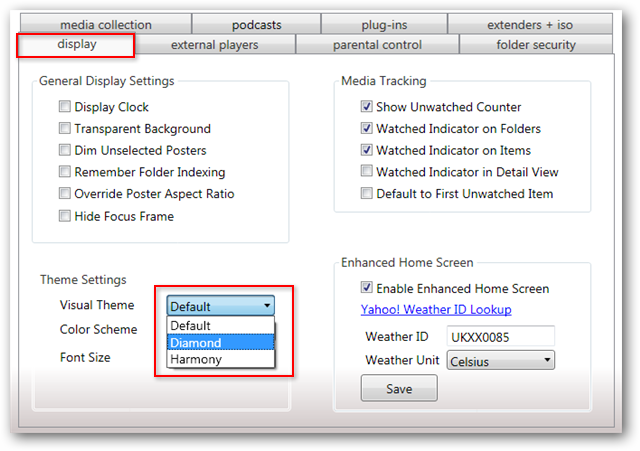 media collection podcasts plug-ins extenders + iso
display external players parental control folder security
General Display Settings
Display Clock
Transparent Background
Dim Unselected Posters
Remember Folder Indexing
Override Poster Aspect Ratio
Hide Focus Frame
Media Tracking
Show Unwatched Counter
Watched Indicator on Folders
Watched Indicator on Items
Watched Indicator in Detail View
Default to First Unwatched Item
Theme Settings
Visual Theme Default
Color Scheme Default
Diamond
Font Size Harmony
Enhanced Home Screen
Enable Enhanced Home Screen
Yahoo! Weather ID Lookup
Weather ID UKXX0085
Weather Unit Celsius
Save